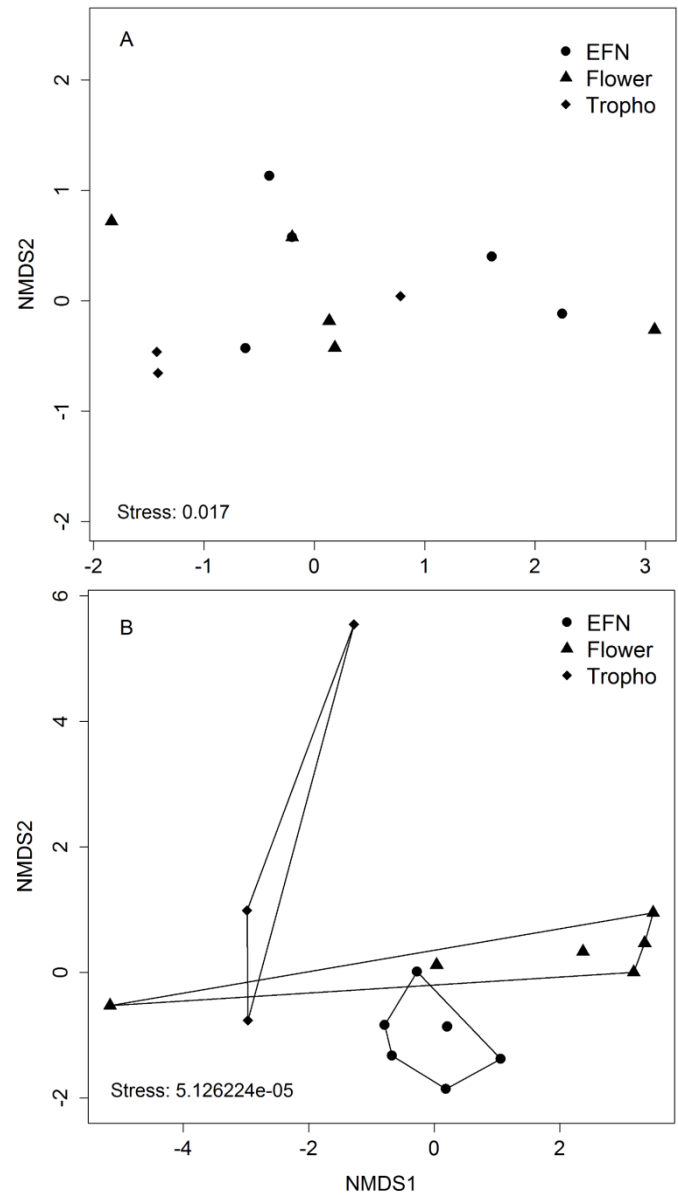 A
EFN
Flower
Tropho
2
1
0
-1
-2
NMDS2
Stress: 0.017
-2 -1 0 1 2 3
B
EFN
Flower
Tropho
6
4
2
0
-2
NMDS2
Stress: 5.126224e-05
-4 -2 0 2
NMDS1